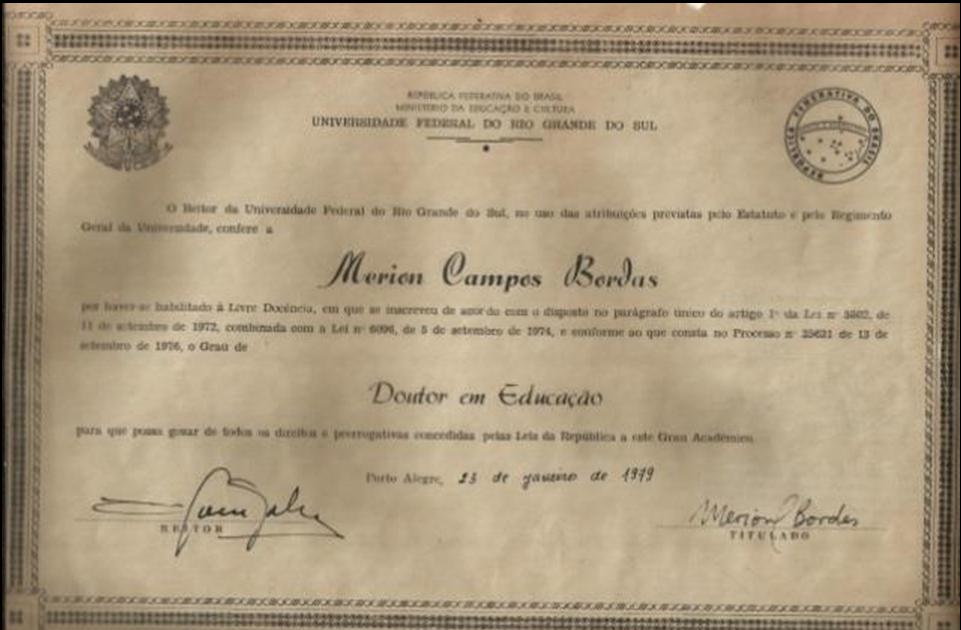 REPÚBLICA FEDERATIVA DO BRASIL
MINISTÉRIO DA EDUCAÇÃO E CULTURA
UNIVERSIDADE FEDERAL DO RIO GRANDE DO SUL
REPÚBLICA FEDERATIVA DO BRASIL
O Reitor da Universidade Federal do Rio Grande do Sul, no uso das atribuições previstas pelo Estatuto e pelo Regimento
Geral da Universidade, confere a
Merion Campos Bordas
por haver-se habilitado à Livre Docência, em que se inscreveu de acordo com o disposto no parágrafo único do artigo 1º da Lei nº 5802, de
11 de setembro de 1972, combinada com a Lei nº 6096, de 5 de setembro de 1974, e conforme ao que consta no Processo nº 25621 de 13 de
setembro de 1976, o Grau de
Doutor em Educação
para que possa gozar de todos os direitos e prerrogativas concedidas pelas Leis da República a este Grau Acadêmico.
Porto Alegre, 23 de janeiro de 1979
Merion Bordas
REITOR
TITULADO